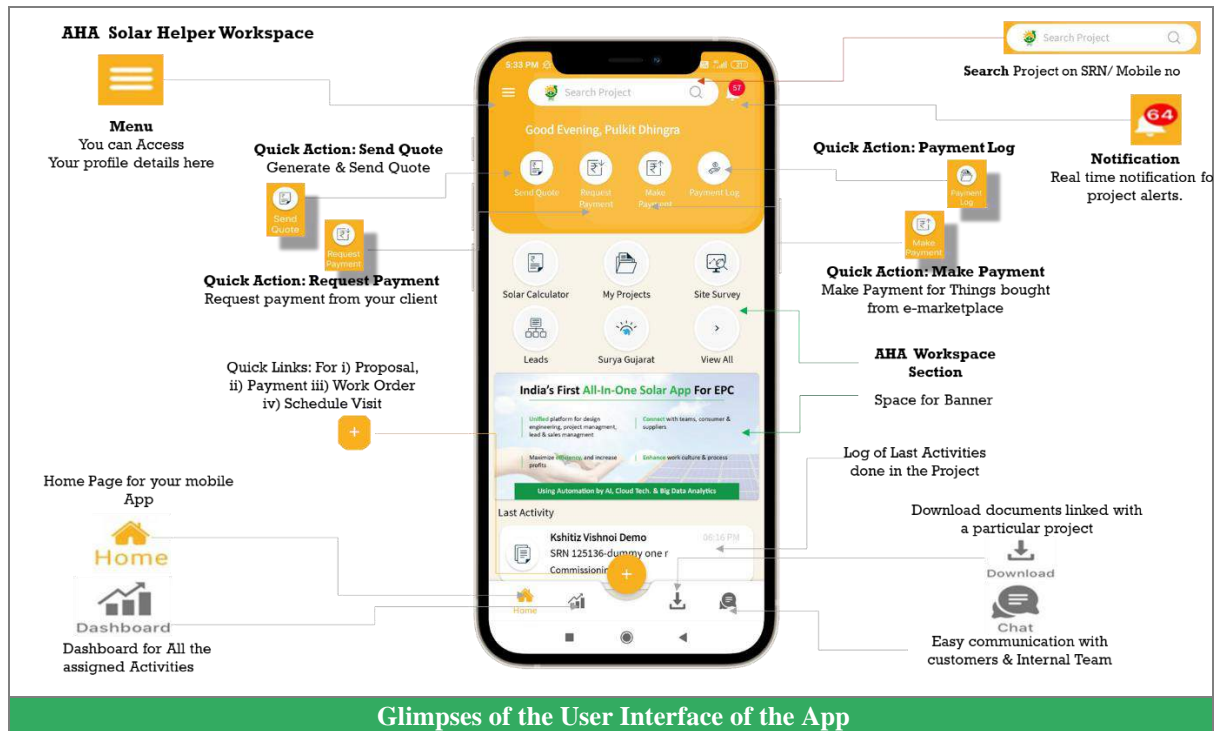 AHA Solar Helper Workspace
Menu
You can Access
Your profile details here
Quick Action: Send Quote
Generate & Send Quote
Send
Quote
Request
Payment
Quick Action: Request Payment
Request payment from your client
Quick Links: For i) Proposal,
ii) Payment iii) Work Order
iv) Schedule Visit
+
Home Page for your mobile
App
Home
Dashboard
Dashboard for All the
assigned Activities
5:33 PM
Search Project
57
Good Evening, Pulkit Dhingra
Send Quote
Request
Payment
Make
Payment
Payment Log
Solar Calculator
My Projects
Site Survey
Leads
Surya Gujarat
View All
India's First All-In-One Solar App For EPC
Unified platform for design
engineering, project managment,
lead & sales managment
Connect with teams, consumer &
suppliers
Maximize efficiency and increase
profits
Enhance work culture & process
Using Automation by AI, Cloud Tech. & Big Data Analytics
Last Activity
Kshitiz Vishnoi Demo
06:16 PM
SRN 125136-dummy one r
Commissionin
+
Home
Search Project
Search Project on SRN/ Mobile no
64
Notification
Real time notification fo
project alerts.
Quick Action: Payment Log
Payment
Log
Make
Payment
Quick Action: Make Payment
Make Payment for Things bought
from e-marketplace
AHA Workspace
Section
Space for Banner
Log of Last Activities
done in the Project
Download documents linked with
a particular project
Download
Chat
Easy communication with
customers & Internal Team
Glimpses of the User Interface of the App